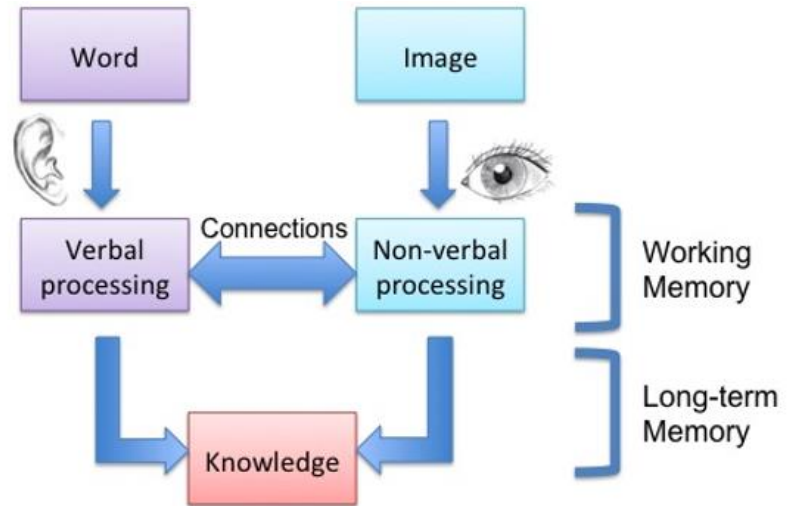 Word
Image
Connections
Verbal
processing
Non-verbal
processing
Working
Memory
Long-term
Memory
Knowledge